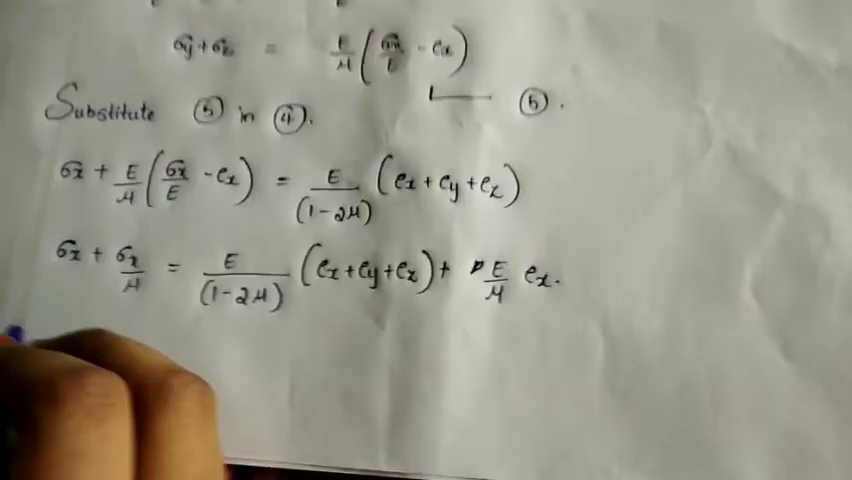 σy + σz = E/μ (σx/E - ex)
(5).
Substitute (5) in (4).
σx + E/μ (σx/E - ex) = E/(1-2μ) (ex + ey + ez)
σx + σx/μ = E/(1-2μ) (ex + ey + ez) + E/μ ex.